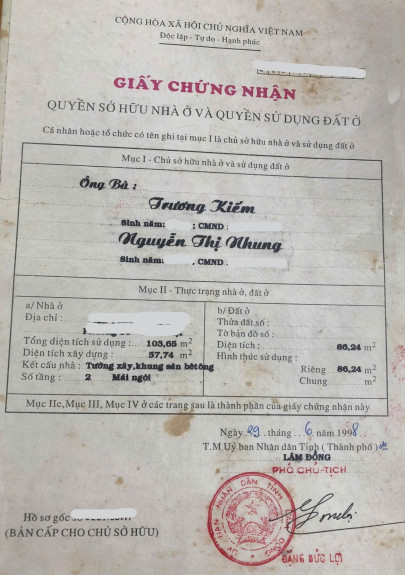 CỘNG HÒA XÃ HỘI CHỦ NGHĨA VIỆT NAM
Độc lập - Tự do - Hạnh phúc
GIẤY CHỨNG NHẬN
QUYỀN SỞ HỮU NHÀ Ở VÀ QUYỀN SỬ DỤNG ĐẤT Ở
Cá nhân hoặc tổ chức có tên ghi tại mục I là chủ sở hữu nhà ở và sử dụng đất ở
Mục I - Chủ sở hữu nhà ở và sử dụng đất ở
Ông Bà :
Trương Kiếm
Sinh năm: ; CMND :
Nguyễn Thị Nhung
Sinh năm: , CMND :
Mục II - Thực trạng nhà ở, đất ở
a/ Nhà ở
Địa chỉ :
Tổng diện tích sử dụng : 103,65 m2
Diện tích xây dựng : 57,74 m2
Kết cấu nhà : Tường xây, khung sàn bêtông
Số tầng : 2 Mái ngói
b/ Đất ở
Thửa đất số :
Tờ bản đồ số :
Diện tích : 86,24 m2
Hình thức sử dụng :
Riêng 86,24 m2
Chung m2
Mục IIc, Mục III, Mục IV ở các trang sau là thành phần của giấy chứng nhận này
Ngày 29 tháng 6 năm 1998
T.M Uỷ ban Nhân dân Tỉnh ( Thành phố )
LÂM ĐỒNG
PHÓ CHỦ-TỊCH
Hồ sơ gốc số
(BẢN CẤP CHO CHỦ SỞ HỮU)
ĐẶNG ĐỨC LỢI